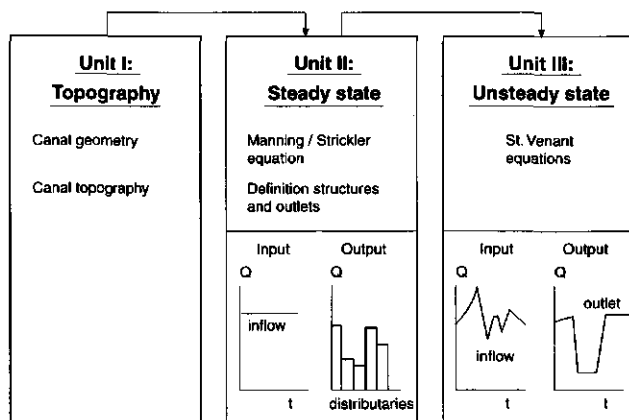 Unit I:
Topography
Canal geometry
Canal topography
Unit II:
Steady state
Manning / Strickler
equation
Definition structures
and outlets
Input
Output
Q
Q
inflow
t
distributaries
Unit III:
Unsteady state
St. Venant
equations
Input
Output
Q
Q
outlet
inflow
t
t